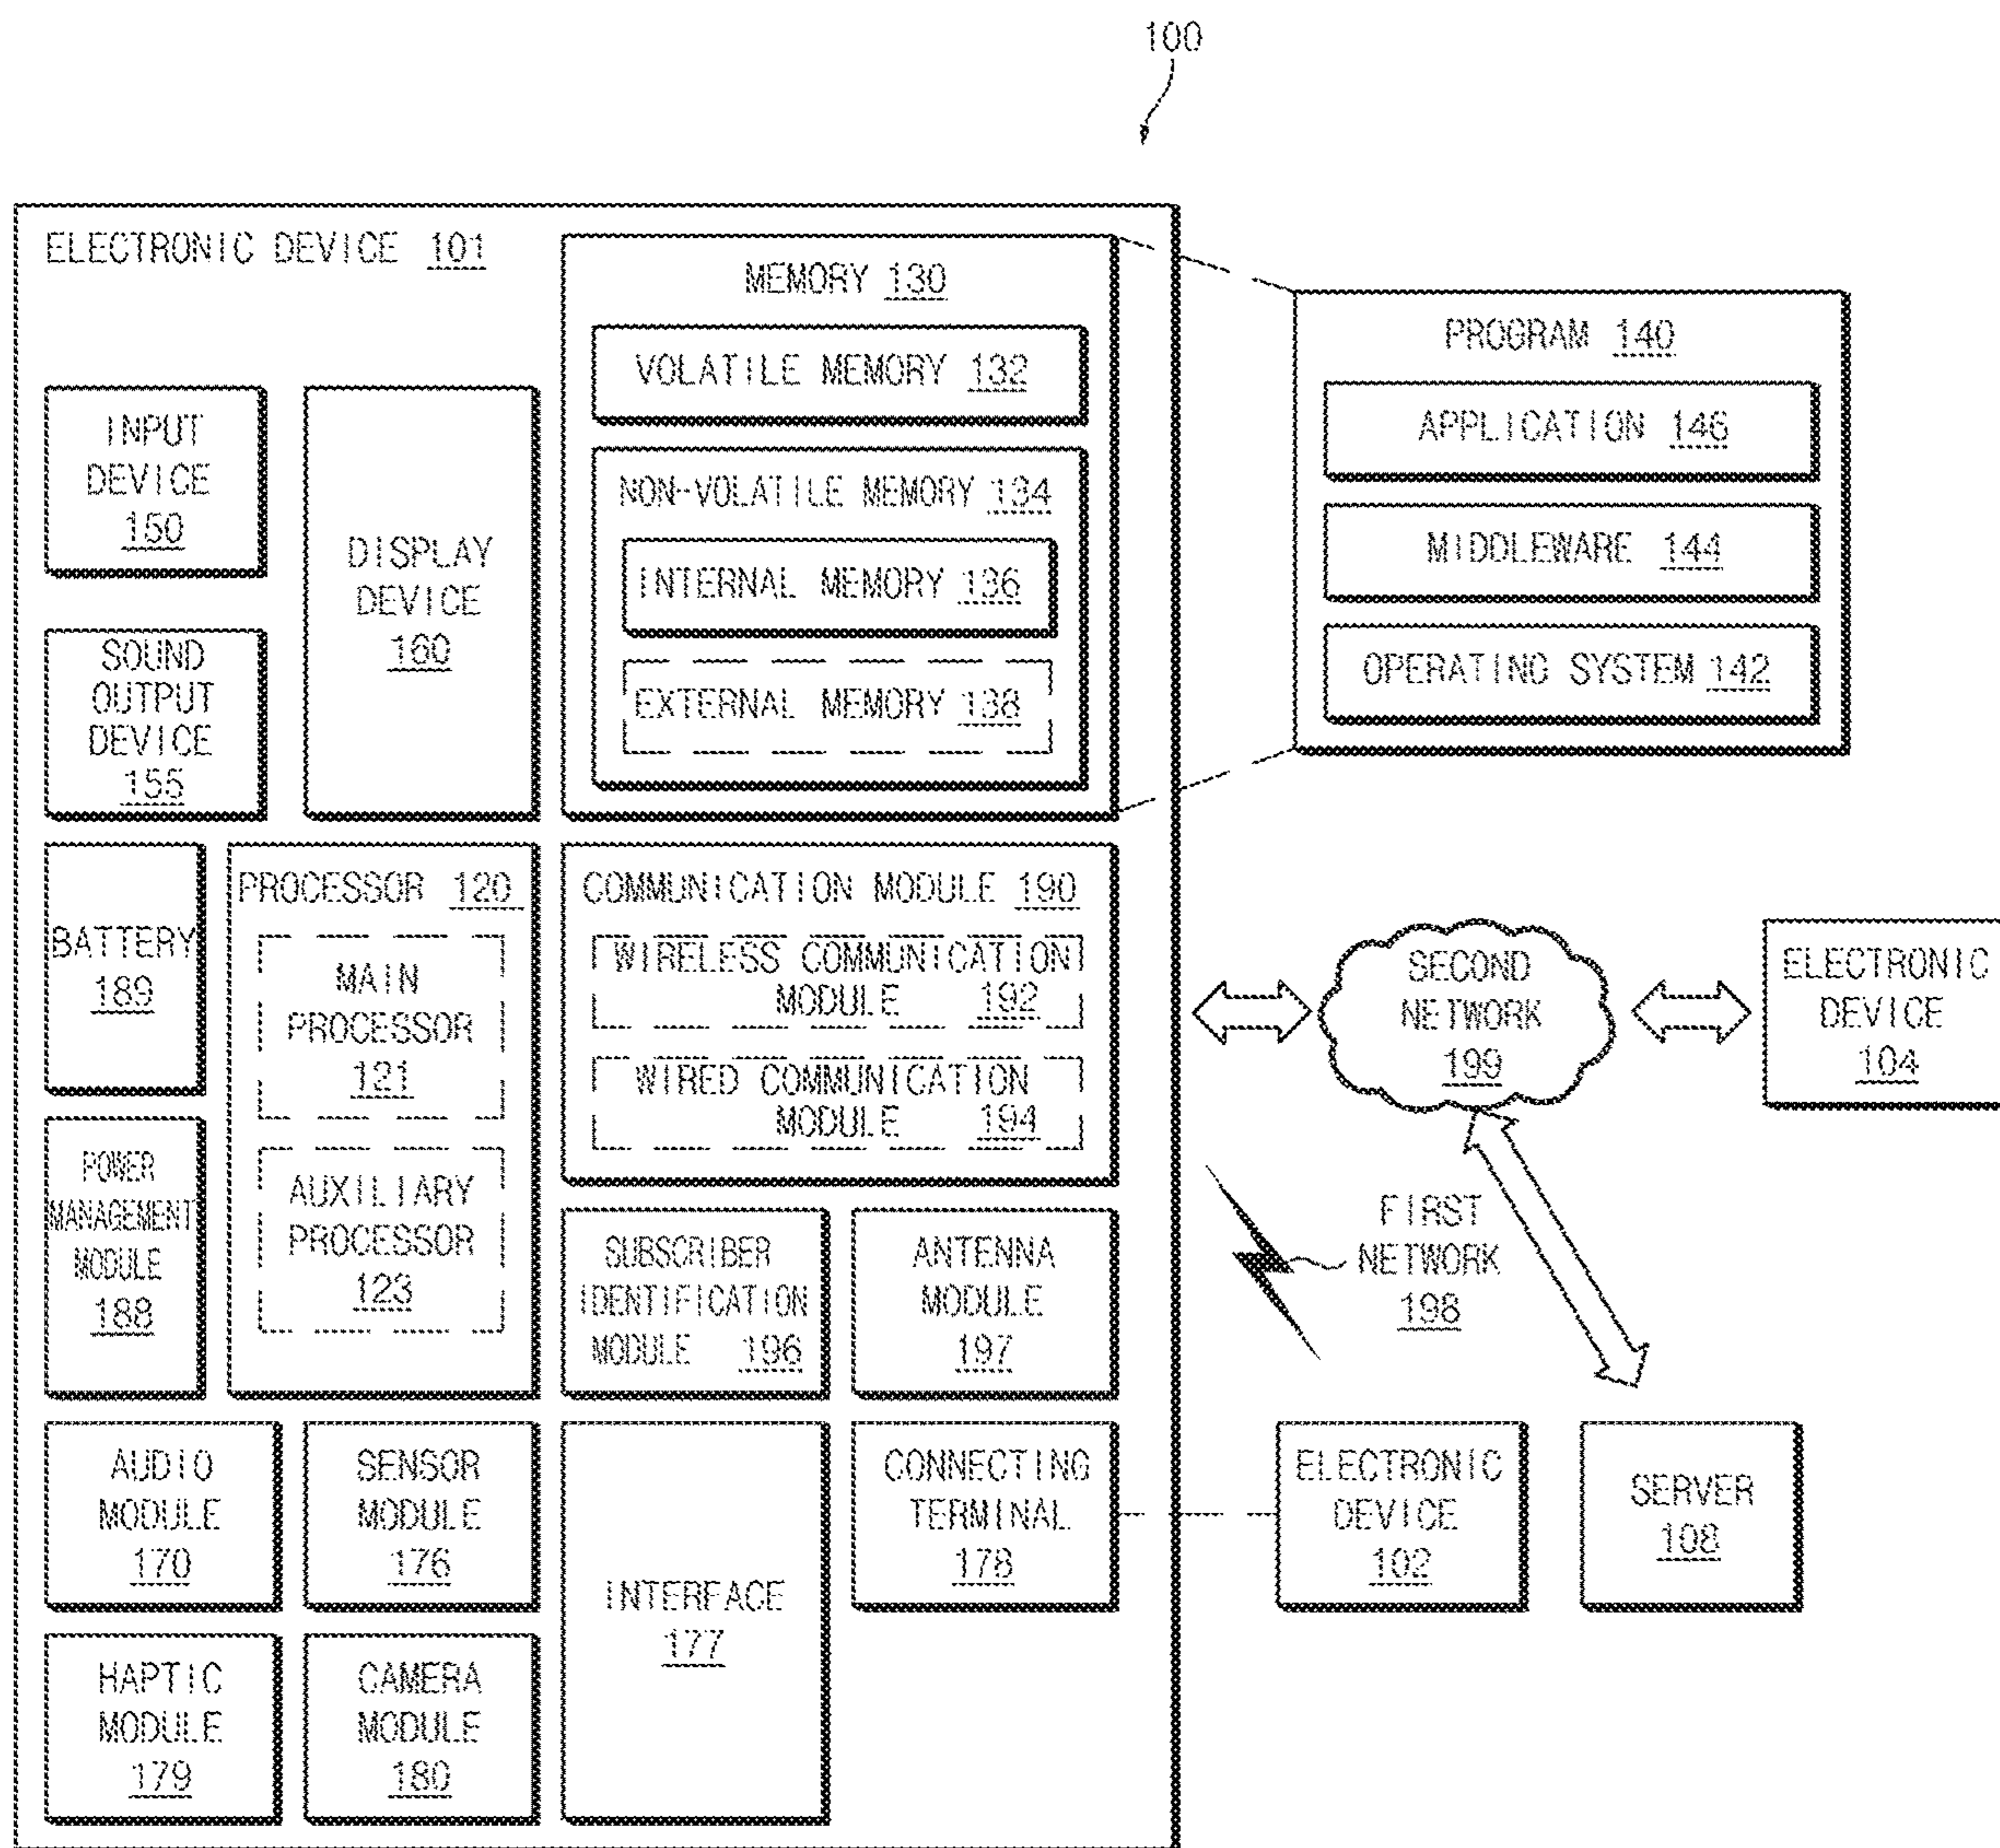 100
ELECTRONIC DEVICE 101
MEMORY 130
VOLATILE MEMORY 132
NON-VOLATILE MEMORY 134
INTERNAL MEMORY 136
EXTERNAL MEMORY 138
PROGRAM 140
APPLICATION 146
MIDDLEWARE 144
OPERATING SYSTEM 142
INPUT
DEVICE
150
DISPLAY
DEVICE
160
SOUND
OUTPUT
DEVICE
155
BATTERY
189
PROCESSOR 120
MAIN
PROCESSOR
121
AUXILIARY
PROCESSOR
123
POWER
MANAGEMENT
MODULE
188
COMMUNICATION MODULE 190
WIRELESS COMMUNICATION
MODULE 192
WIRED COMMUNICATION
MODULE 194
SUBSCRIBER
IDENTIFICATION
MODULE 196
ANTENNA
MODULE
197
SECOND
NETWORK
199
ELECTRONIC
DEVICE
104
FIRST
NETWORK
198
AUDIO
MODULE
170
SENSOR
MODULE
176
INTERFACE
177
CONNECTING
TERMINAL
178
ELECTRONIC
DEVICE
102
SERVER
108
HAPTIC
MODULE
179
CAMERA
MODULE
180